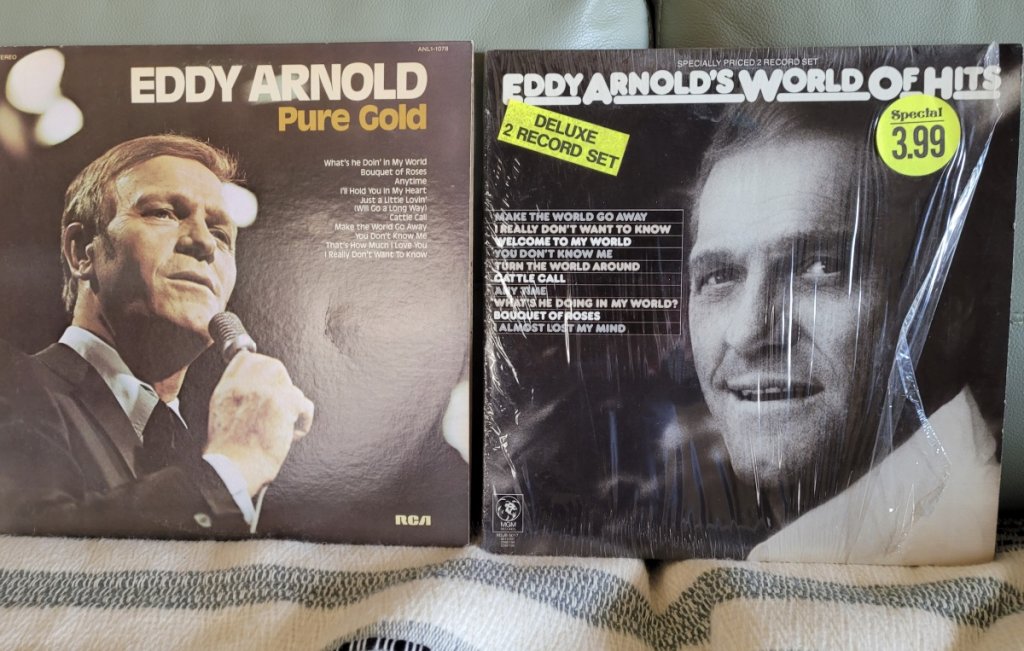 EREO
ANL1-1078
EDDY ARNOLD
Pure Gold
What's he Doin' in My World
Bouquet of Roses
Anytime
I'll Hold You in My Heart
Just a Little Lovin'
(Will Go a Long Way)
Cattle Call
Make the World Go Away
You Don't Know Me
That's How Much I Love You
I Really Don't Want to Know
RCA
SPECIALLY PRICED 2 RECORD SET
EDDY ARNOLD'S WORLD OF HITS
DELUXE
2 RECORD SET
Special
3.99
MAKE THE WORLD GO AWAY
I REALLY DON'T WANT TO KNOW
WELCOME TO MY WORLD
YOU DON'T KNOW ME
TURN THE WORLD AROUND
CATTLE CALL
ANY TIME
WHAT'S HE DOING IN MY WORLD?
BOUQUET OF ROSES
I ALMOST LOST MY MIND
MGM